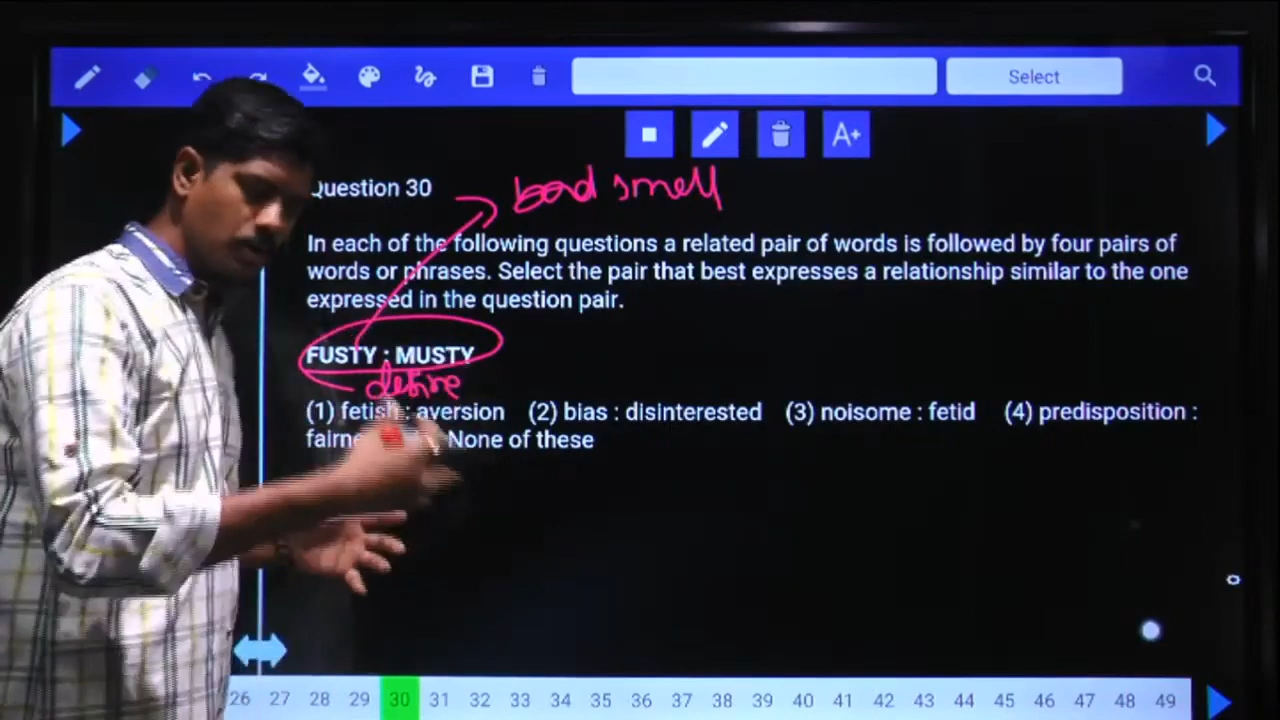 Select
A+
Question 30
bad smell
In each of the following questions a related pair of words is followed by four pairs of
words or phrases. Select the pair that best expresses a relationship similar to the one
expressed in the question pair.
FUSTY : MUSTY
desire
(1) fetish : aversion (2) bias : disinterested (3) noisome : fetid (4) predisposition :
None of these
26 27 28 29 30 31 32 33 34 35 36 37 38 39 40 41 42 43 44 45 46 47 48 49